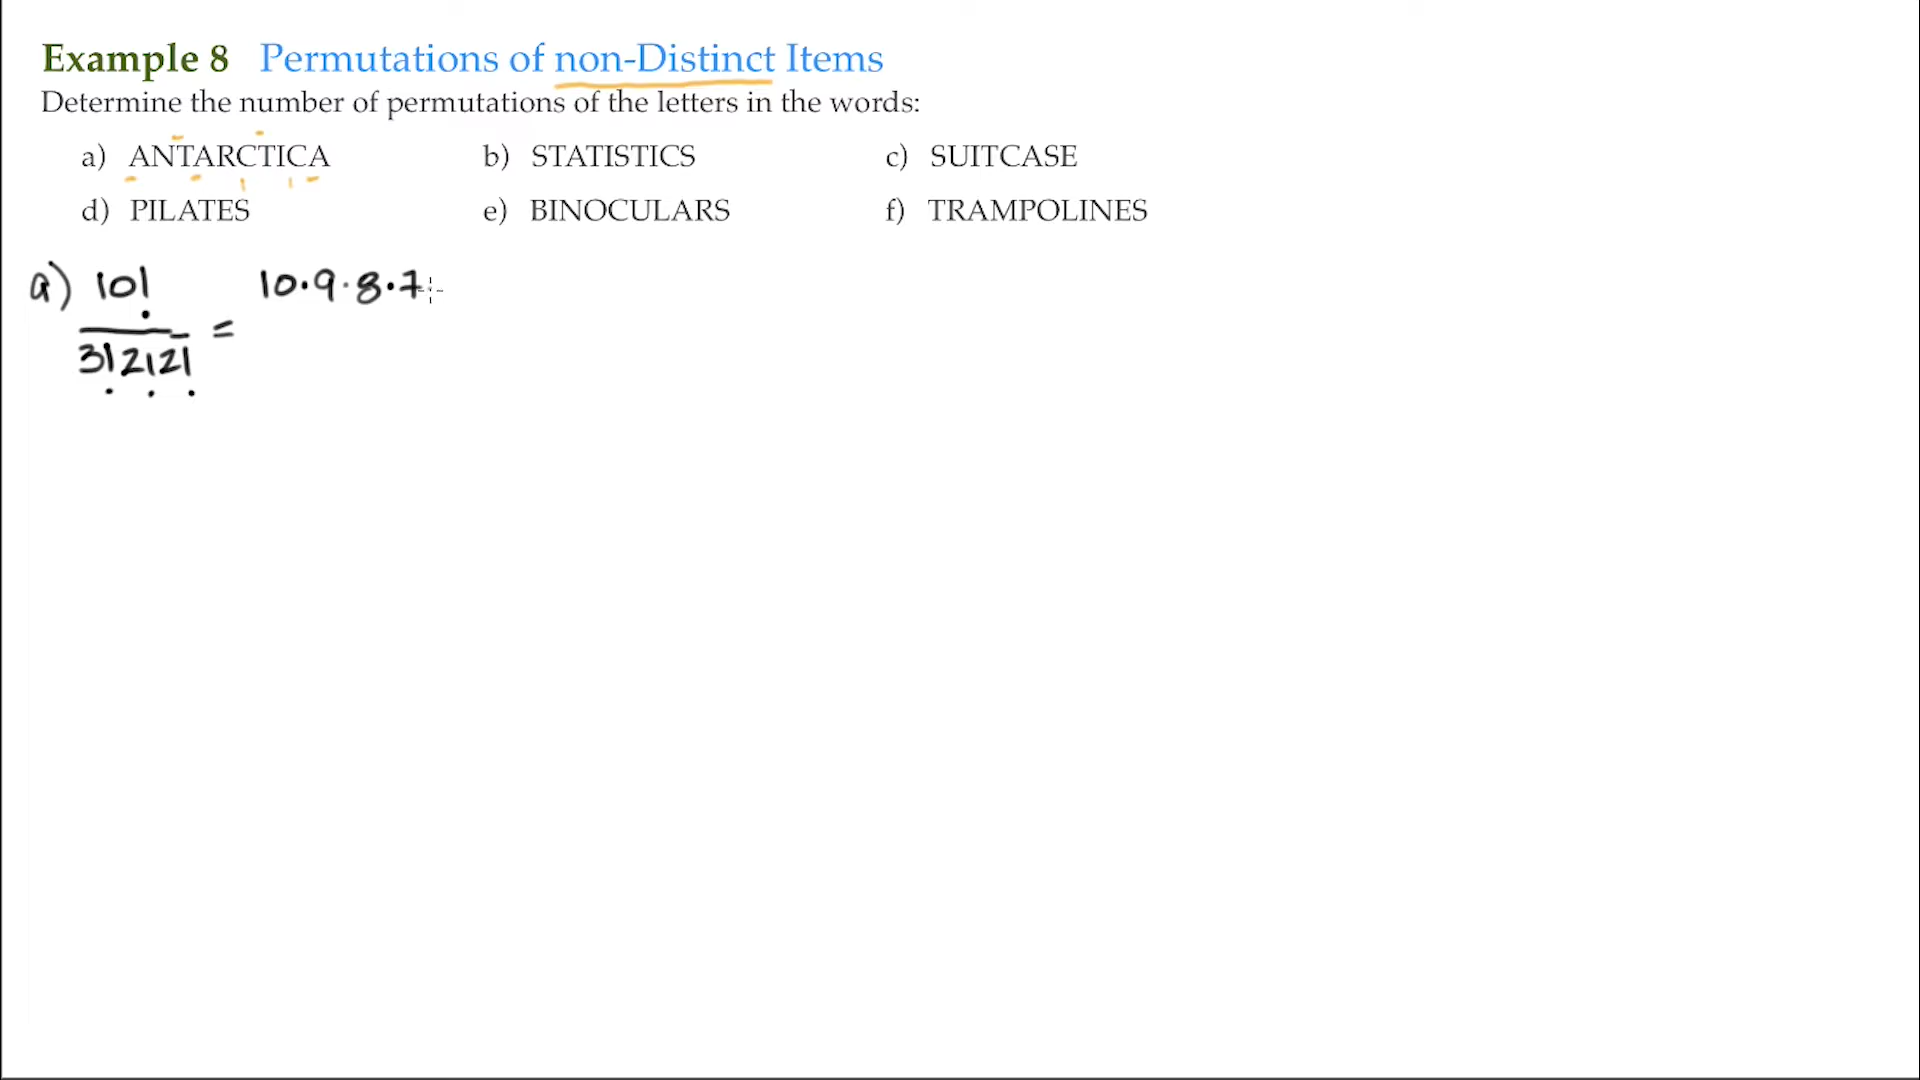 Example 8 Permutations of non-Distinct Items
Determine the number of permutations of the letters in the words:
a) ANTARCTICA b) STATISTICS c) SUITCASE
d) PILATES e) BINOCULARS f) TRAMPOLINES
a) 10! / 3!2!2! = 10·9·8·7